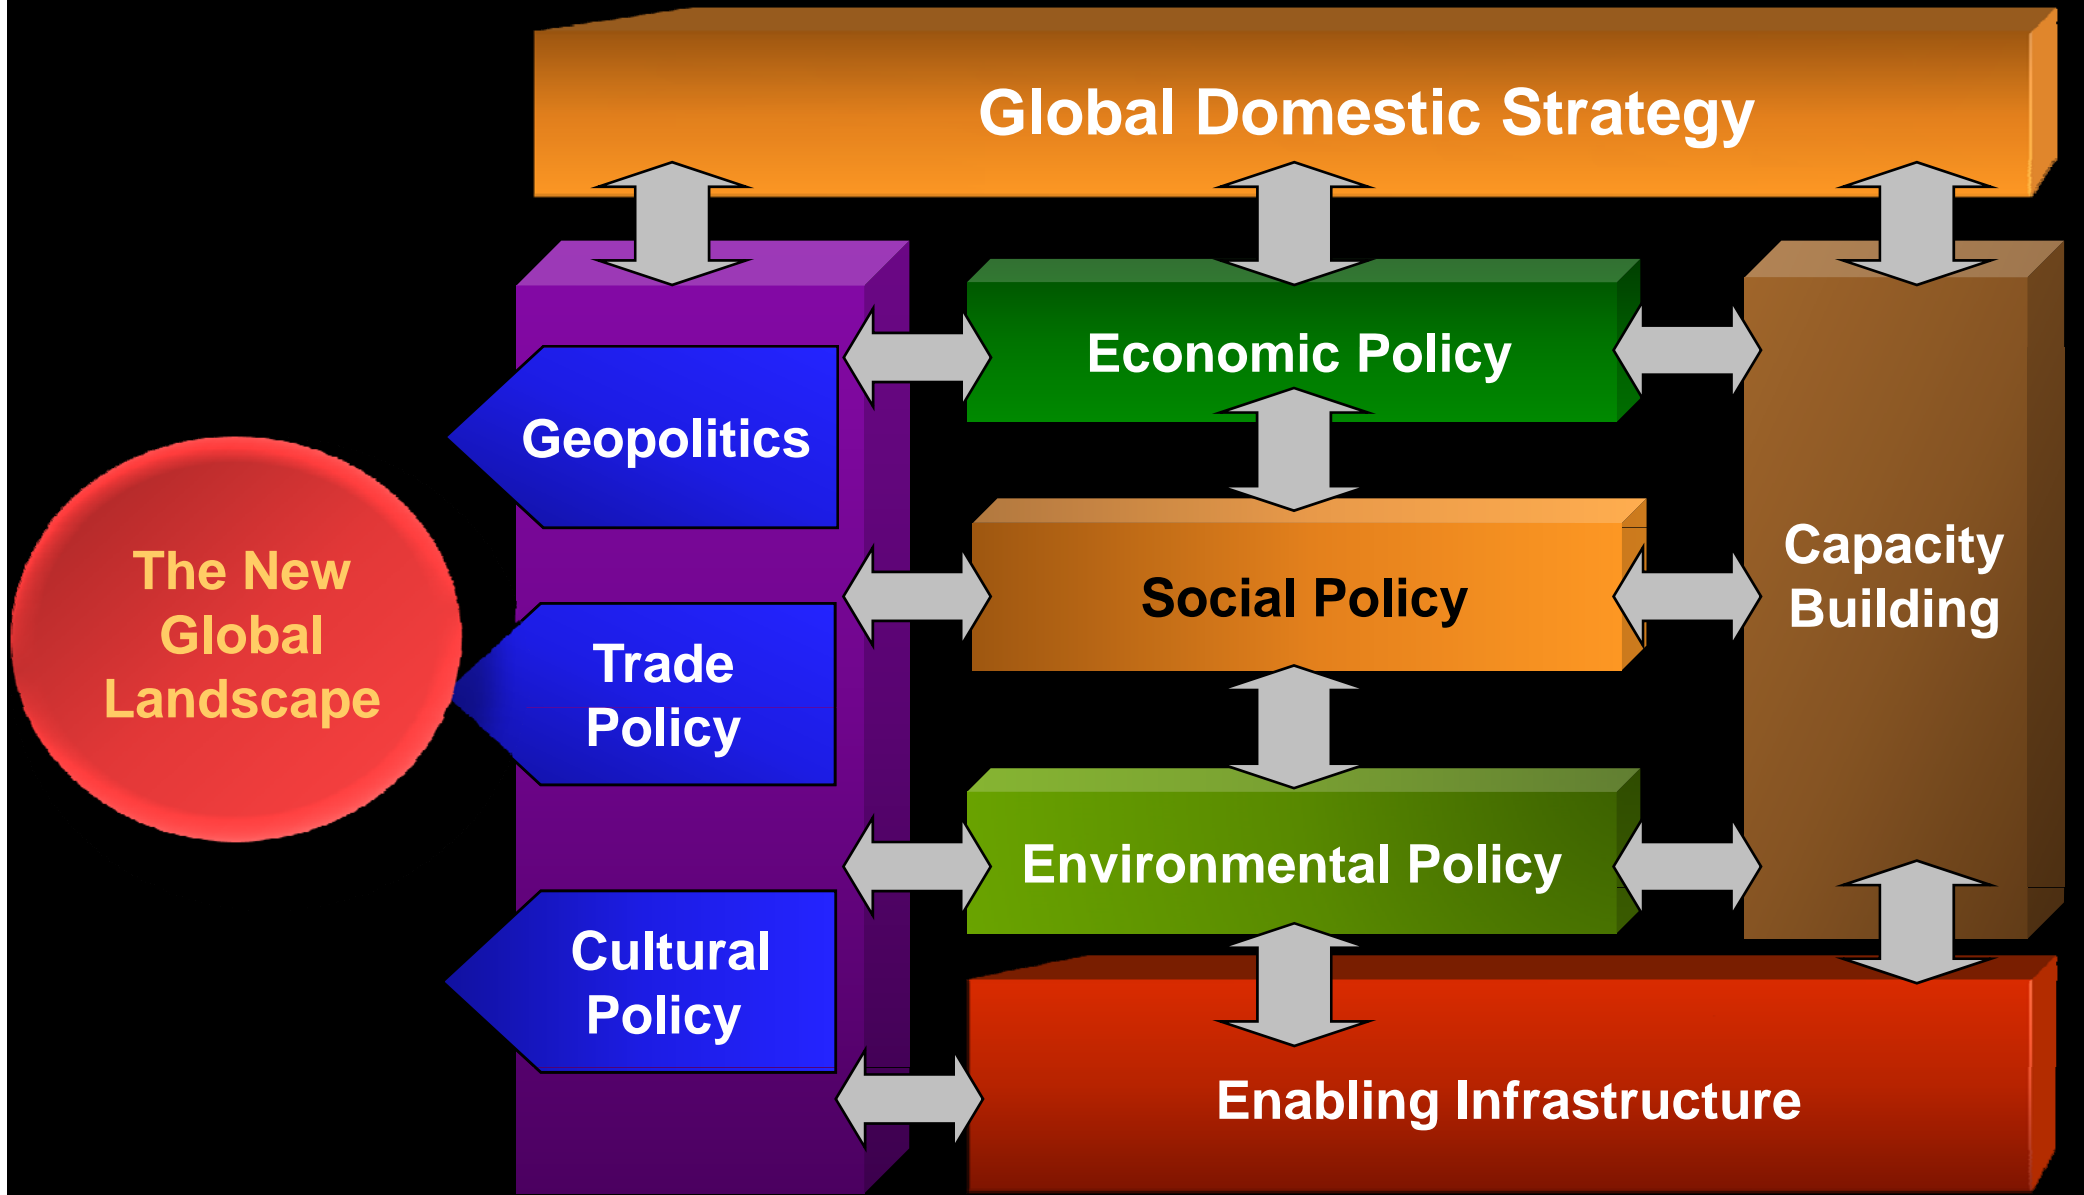 Global Domestic Strategy
Economic Policy
Geopolitics
The New
Global
Landscape
Social Policy
Capacity
Building
Trade
Policy
Environmental Policy
Cultural
Policy
Enabling Infrastructure